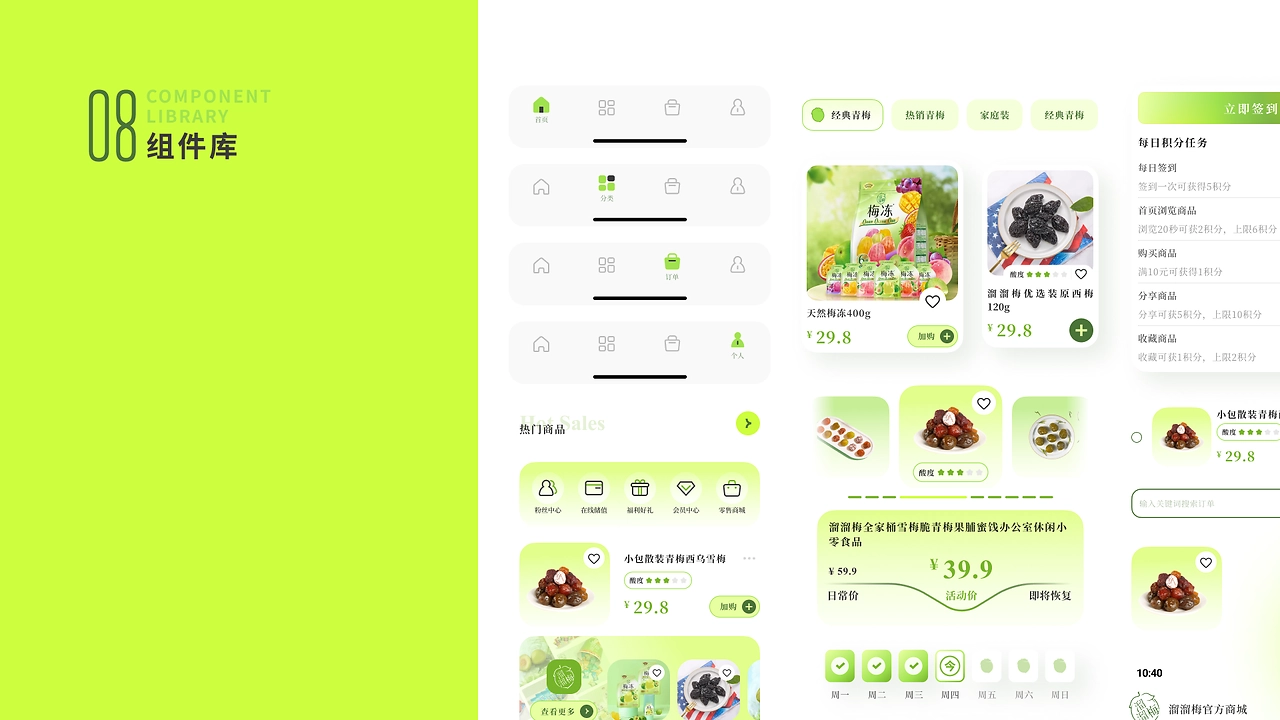 08
COMPONENT
LIBRARY
组件库
首页
分类
订单
个人
Hot Sales
热门商品
粉丝中心
在线储值
福利好礼
会员中心
零售商城
小包散装青梅西乌雪梅
酸度
¥ 29.8
加购
查看更多
梅冻
经典青梅
热销青梅
家庭装
经典青梅
梅冻
天然梅冻400g
¥ 29.8
加购
酸度
溜溜梅优选装原西梅
120g
¥ 29.8
酸度
溜溜梅全家桶雪梅脆青梅果脯蜜饯办公室休闲小
零食品
¥ 59.9
¥ 39.9
日常价
活动价
即将恢复
今
周一
周二
周三
周四
周五
周六
周日
立即签到
每日积分任务
每日签到
签到一次可获得5积分
首页浏览商品
浏览20秒可获2积分，上限6积分
购买商品
满10元可获得1积分
分享商品
分享可获5积分，上限10积分
收藏商品
收藏可获1积分，上限2积分
小包散装青梅
酸度
¥ 29.8
输入关键词搜索订单
10:40
溜溜梅官方商城